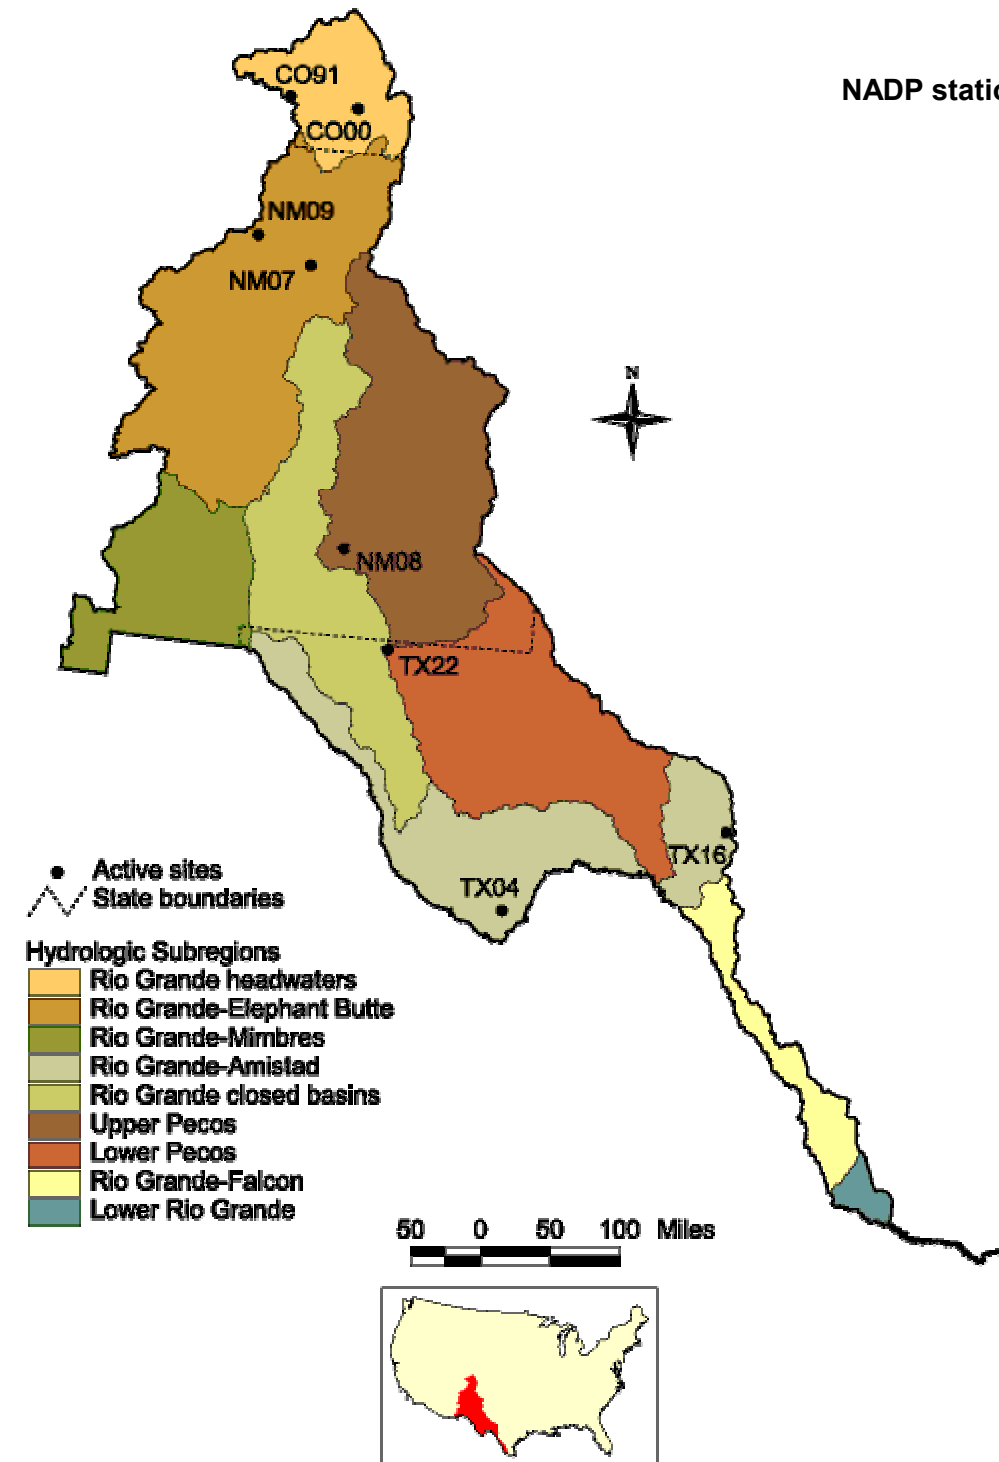 NADP static
CO91
CO00
NM09
NM07
N
NM08
TX22
TX16
TX04
Active sites
State boundaries
Hydrologic Subregions
Rio Grande headwaters
Rio Grande-Elephant Butte
Rio Grande-Mimbres
Rio Grande-Amistad
Rio Grande closed basins
Upper Pecos
Lower Pecos
Rio Grande-Falcon
Lower Rio Grande
50 0 50 100 Miles